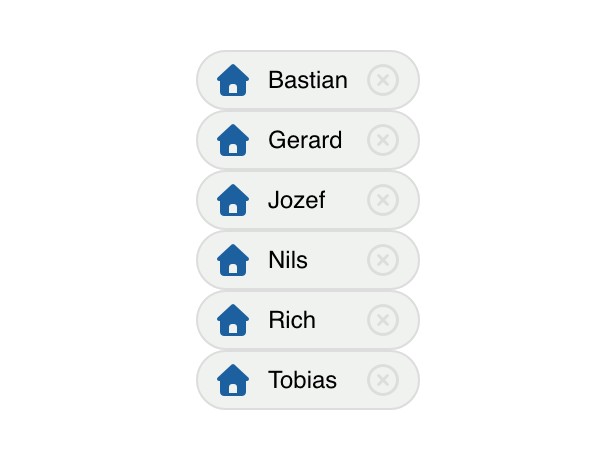 Bastian
Gerard
Jozef
Nils
Rich
Tobias